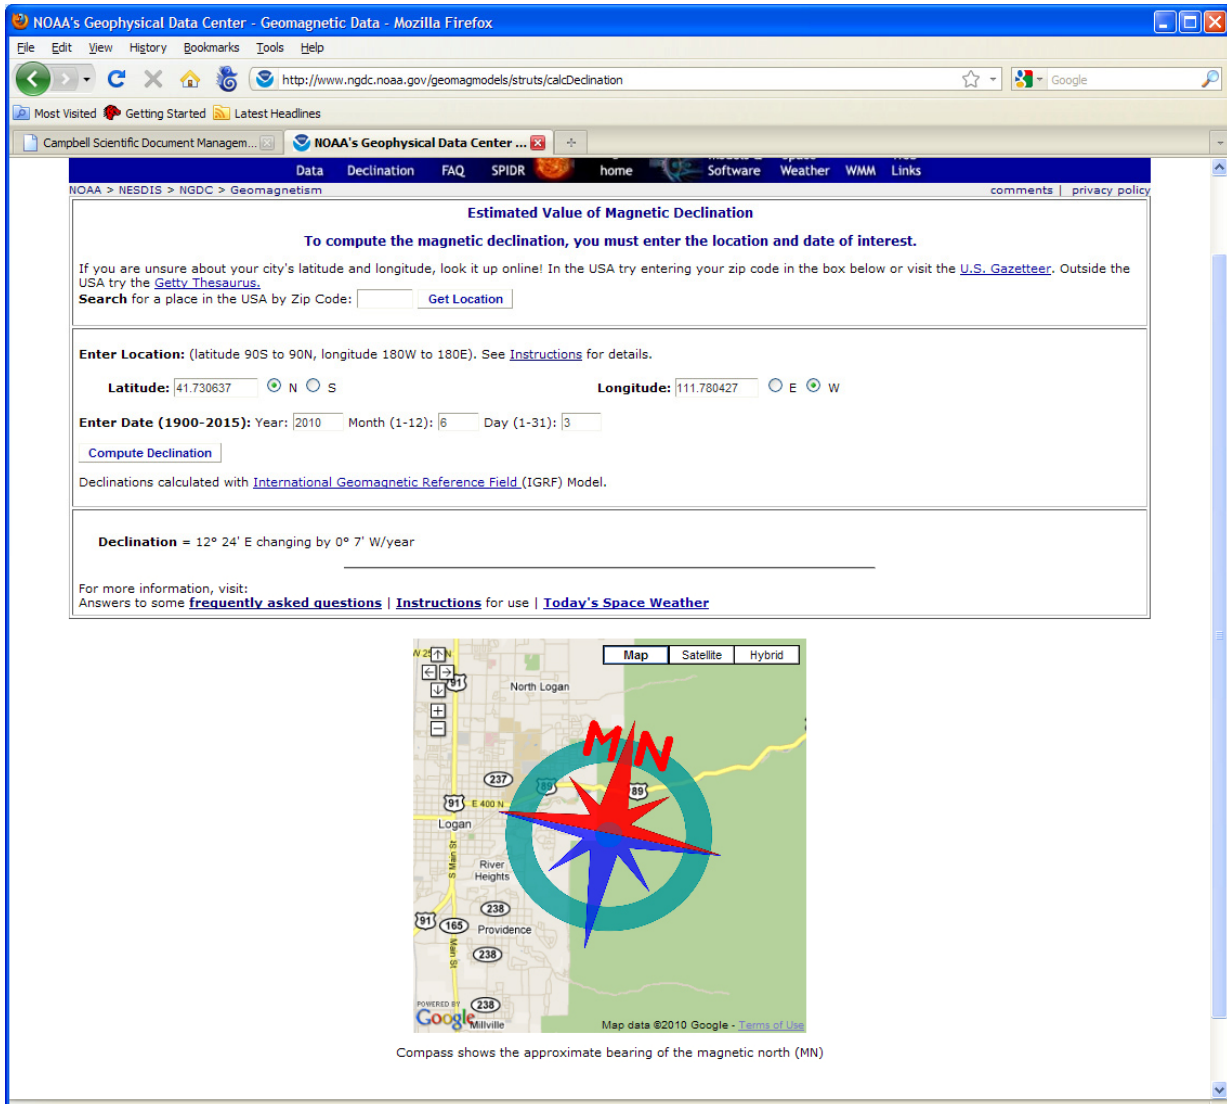 NOAA's Geophysical Data Center - Geomagnetic Data - Mozilla Firefox
File Edit View History Bookmarks Tools Help
http://www.ngdc.noaa.gov/geomagmodels/struts/calcDeclination
Google
Most Visited Getting Started Latest Headlines
Campbell Scientific Document Managem... NOAA's Geophysical Data Center ...
Data Declination FAQ SPIDR home Software Weather WMM Links
NOAA > NESDIS > NGDC > Geomagnetism comments | privacy policy
Estimated Value of Magnetic Declination
To compute the magnetic declination, you must enter the location and date of interest.
If you are unsure about your city's latitude and longitude, look it up online! In the USA try entering your zip code in the box below or visit the U.S. Gazetteer. Outside the
USA try the Getty Thesaurus.
Search for a place in the USA by Zip Code: Get Location
Enter Location: (latitude 90S to 90N, longitude 180W to 180E). See Instructions for details.
Latitude: 41.730637 N S Longitude: 111.780427 E W
Enter Date (1900-2015): Year: 2010 Month (1-12): 6 Day (1-31): 3
Compute Declination
Declinations calculated with International Geomagnetic Reference Field (IGRF) Model.
Declination = 12° 24' E changing by 0° 7' W/year
For more information, visit:
Answers to some frequently asked questions | Instructions for use | Today's Space Weather
Map Satellite Hybrid
91
North Logan
MN
237
89 89
91 E 400 N
Logan
S Main St
River
Heights
238
91 165 Providence
Main St
238
POWERED BY
Google
238
Millville
Map data ©2010 Google - Terms of Use
Compass shows the approximate bearing of the magnetic north (MN)